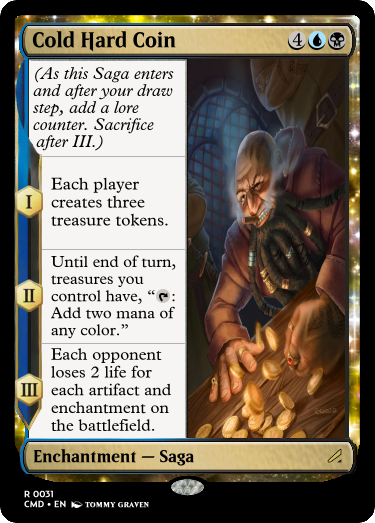 Cold Hard Coin 4
(As this Saga enters
and after your draw
step, add a lore
counter. Sacrifice
after III.)
I
Each player
creates three
treasure tokens.
II
Until end of turn,
treasures you
control have, “ :
Add two mana of
any color.”
III
Each opponent
loses 2 life for
each artifact and
enchantment on
the battlefield.
Enchantment — Saga
R 0031
CMD • EN TOMMY GRAVEN